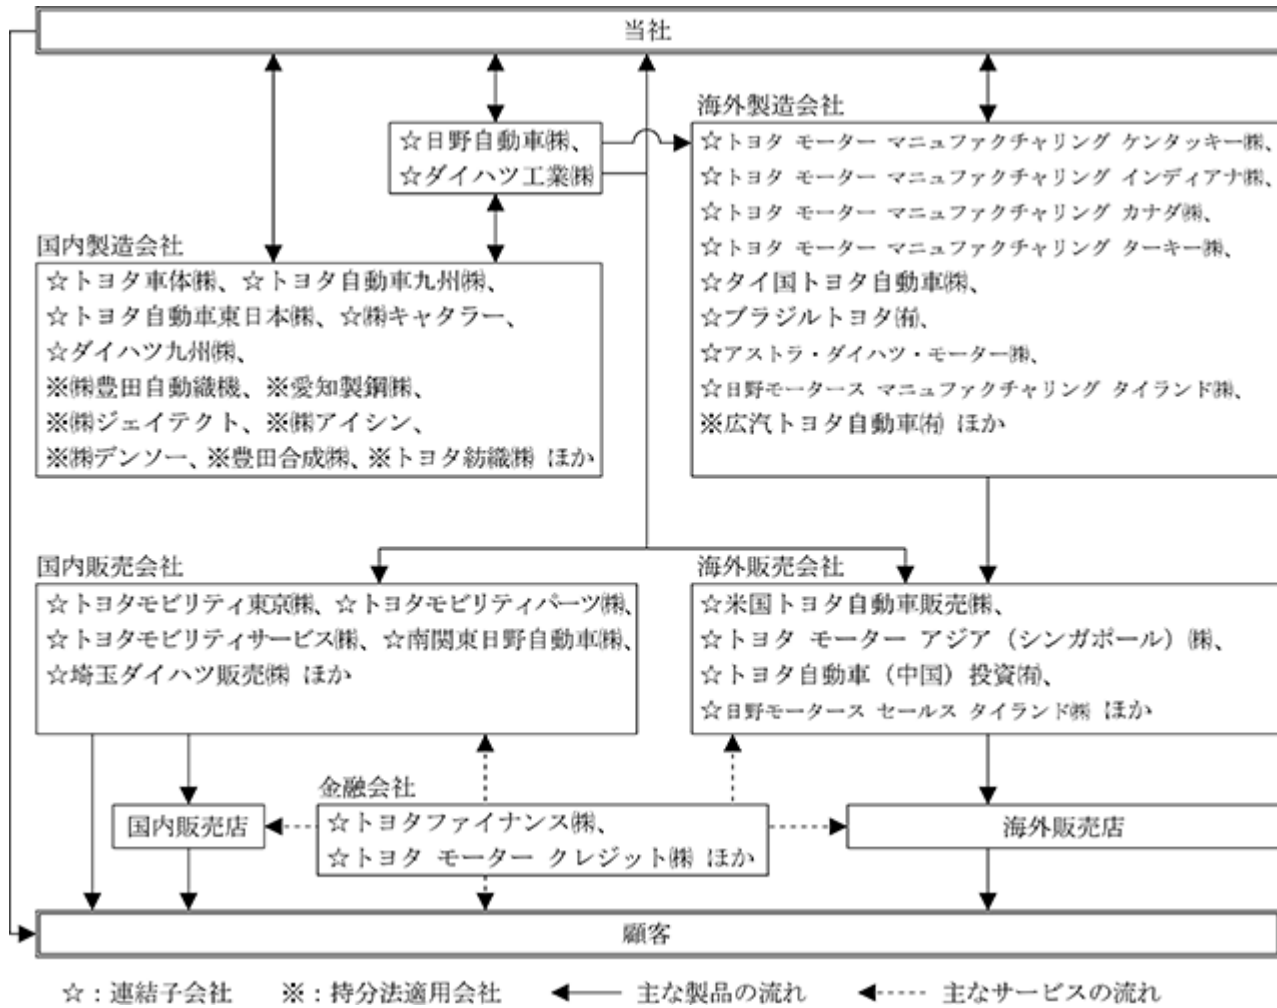 当社
☆日野自動車㈱、
☆ダイハツ工業㈱
海外製造会社
☆トヨタ モーター マニュファクチャリング ケンタッキー㈱、
☆トヨタ モーター マニュファクチャリング インディアナ㈱、
☆トヨタ モーター マニュファクチャリング カナダ㈱、
☆トヨタ モーター マニュファクチャリング ターキー㈱、
☆タイ国トヨタ自動車㈱、
☆ブラジルトヨタ㈲、
☆アストラ・ダイハツ・モーター㈱、
☆日野モータース マニュファクチャリング タイランド㈱、
※広汽トヨタ自動車㈲ ほか
国内製造会社
☆トヨタ車体㈱、☆トヨタ自動車九州㈱、
☆トヨタ自動車東日本㈱、☆㈱キャタラー、
☆ダイハツ九州㈱、
※㈱豊田自動織機、※愛知製鋼㈱、
※㈱ジェイテクト、※㈱アイシン、
※㈱デンソー、※豊田合成㈱、※トヨタ紡織㈱ ほか
国内販売会社
☆トヨタモビリティ東京㈱、☆トヨタモビリティパーツ㈱、
☆トヨタモビリティサービス㈱、☆南関東日野自動車㈱、
☆埼玉ダイハツ販売㈱ ほか
海外販売会社
☆米国トヨタ自動車販売㈱、
☆トヨタ モーター アジア（シンガポール）㈱、
☆トヨタ自動車（中国）投資㈲、
☆日野モータース セールス タイランド㈱ ほか
金融会社
☆トヨタファイナンス㈱、
☆トヨタ モーター クレジット㈱ ほか
国内販売店
海外販売店
顧客
☆：連結子会社 ※：持分法適用会社 主な製品の流れ 主なサービスの流れ